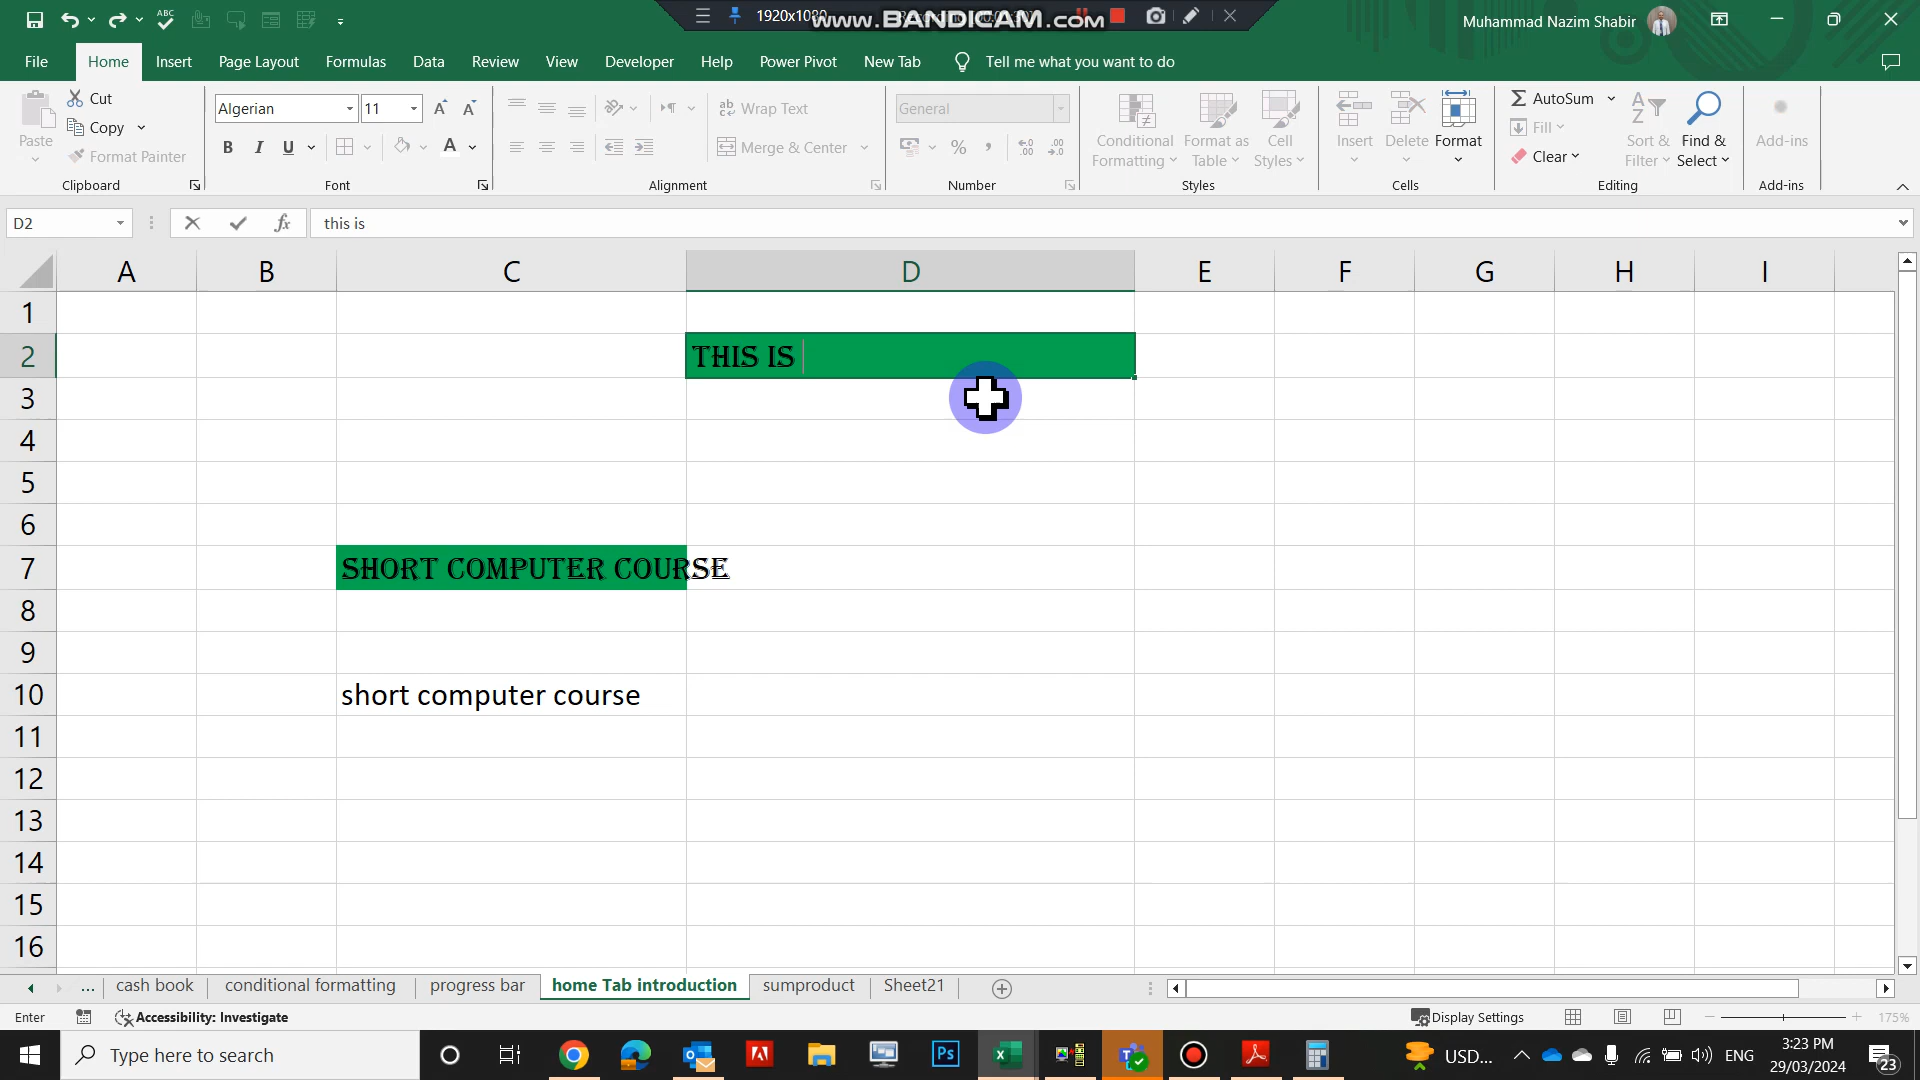 1920x1080
www.BANDICAM.com
Muhammad Nazim Shabir
File Home Insert Page Layout Formulas Data Review View Developer Help Power Pivot New Tab Tell me what you want to do
Paste
Cut
Copy
Format Painter
Clipboard
Algerian 11
B I U
Font
ab Wrap Text
Merge & Center
Alignment
General
% ,
Number
Conditional Formatting
Format as Table
Cell Styles
Styles
Insert Delete Format
Cells
AutoSum
Fill
Clear
Sort & Filter
Find & Select
Editing
Add-ins
Add-ins
D2 fx this is
A B C D E F G H I
1
2 THIS IS
3
4
5
6
7 SHORT COMPUTER COURSE
8
9
10 short computer course
11
12
13
14
15
16
... cash book conditional formatting progress bar home Tab introduction sumproduct Sheet21
Enter Accessibility: Investigate Display Settings 175%
Type here to search
USD... ENG 3:23 PM
29/03/2024
23